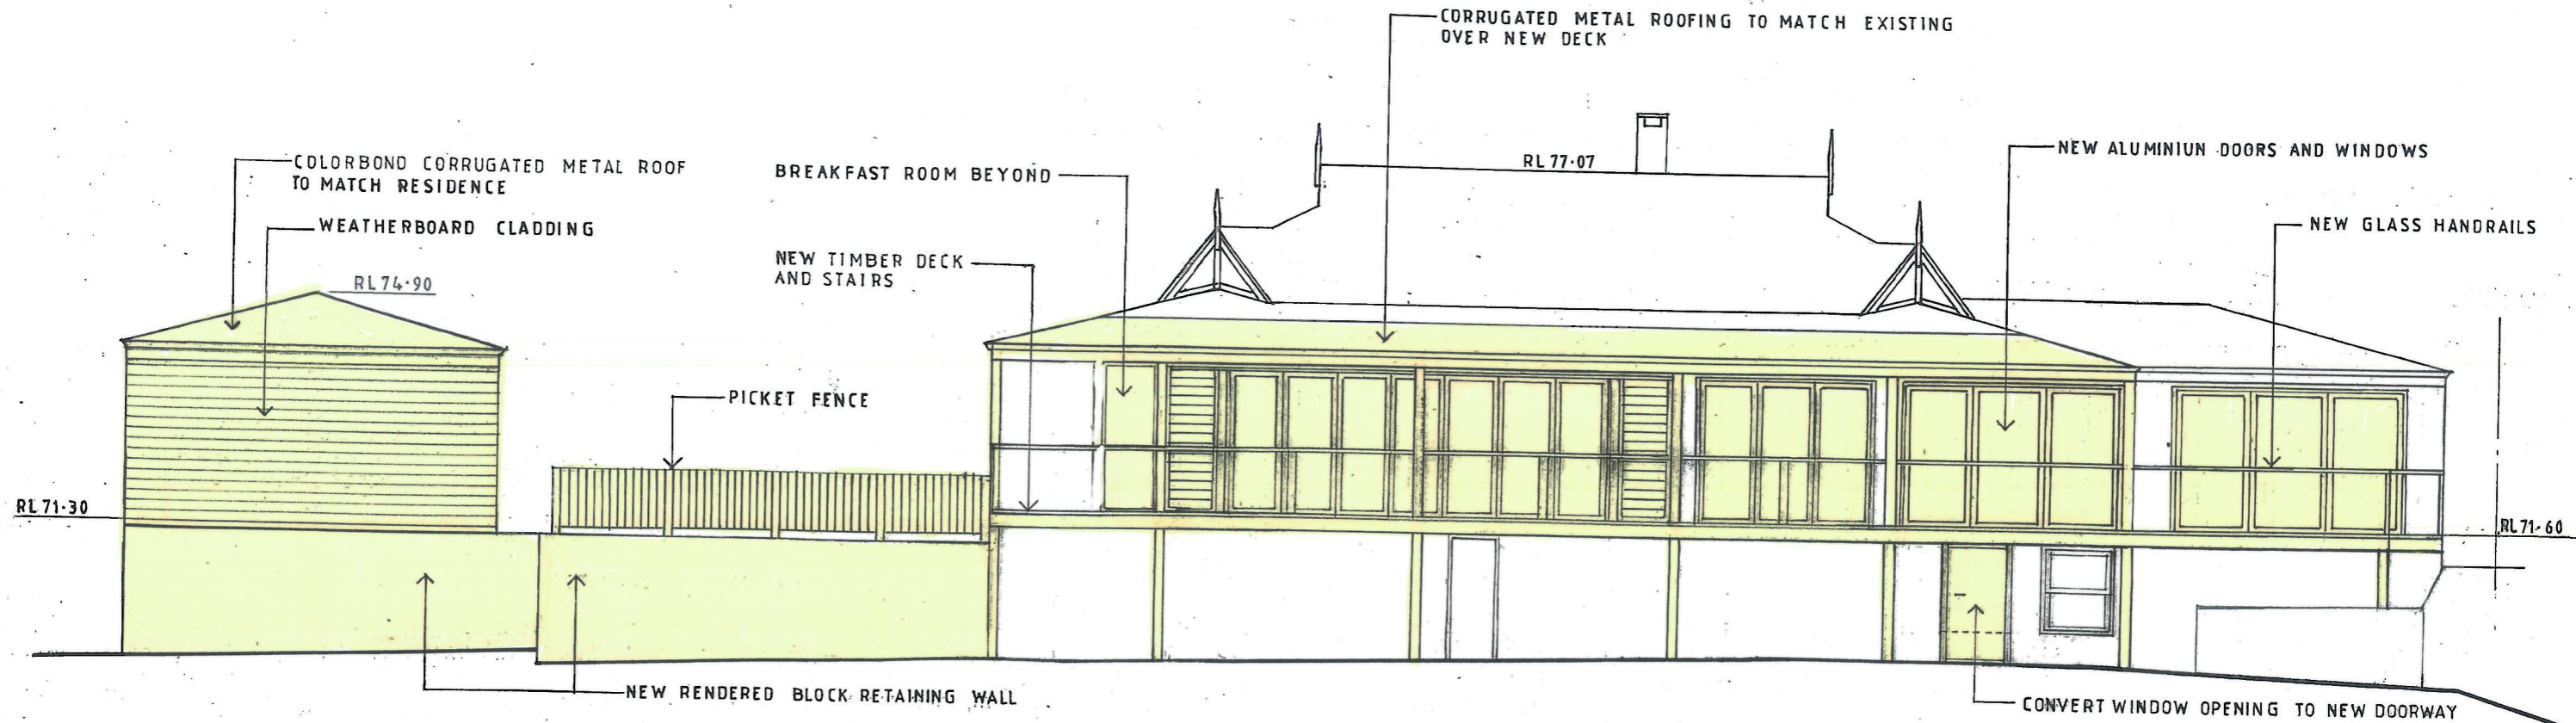 CORRUGATED METAL ROOFING TO MATCH EXISTING
OVER NEW DECK
COLORBOND CORRUGATED METAL ROOF
TO MATCH RESIDENCE
WEATHERBOARD CLADDING
RL 74·90
BREAKFAST ROOM BEYOND
NEW TIMBER DECK
AND STAIRS
RL 77·07
NEW ALUMINIUN DOORS AND WINDOWS
NEW GLASS HANDRAILS
PICKET FENCE
RL 71·30
RL 71·60
NEW RENDERED BLOCK RETAINING WALL
CONVERT WINDOW OPENING TO NEW DOORWAY